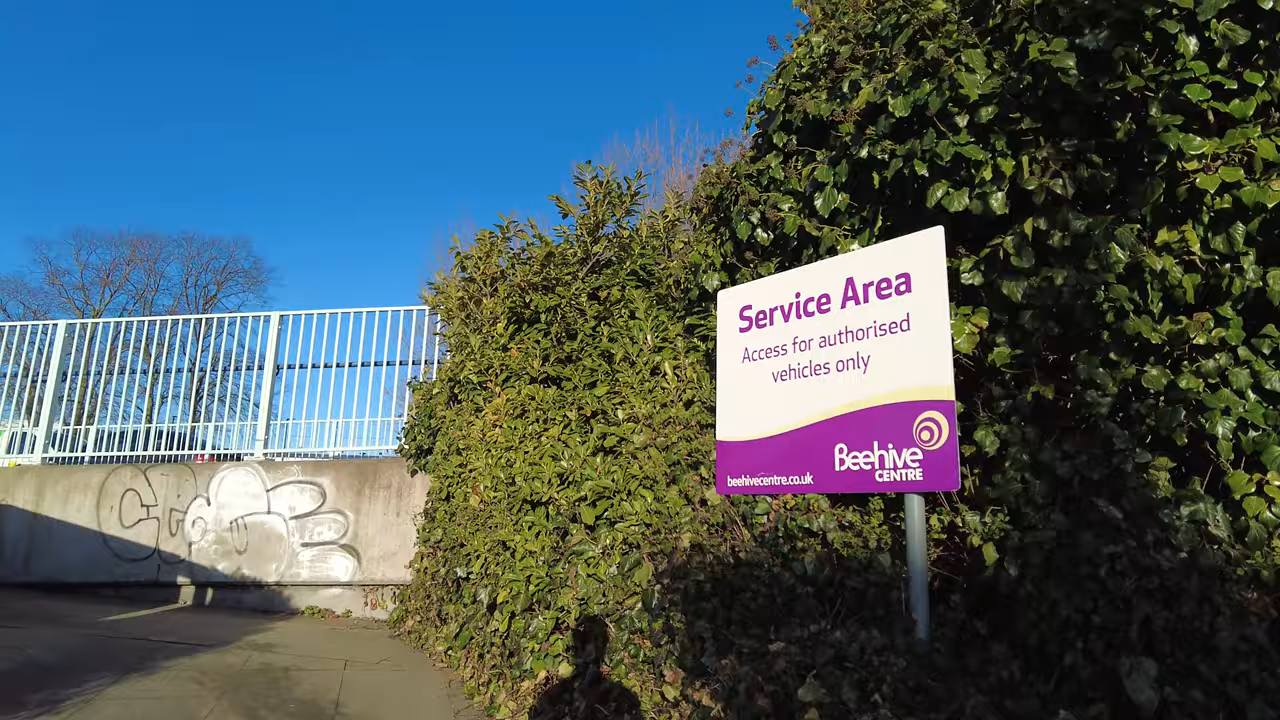 Service Area
Access for authorised
vehicles only
Beehive
CENTRE
beehivecentre.co.uk